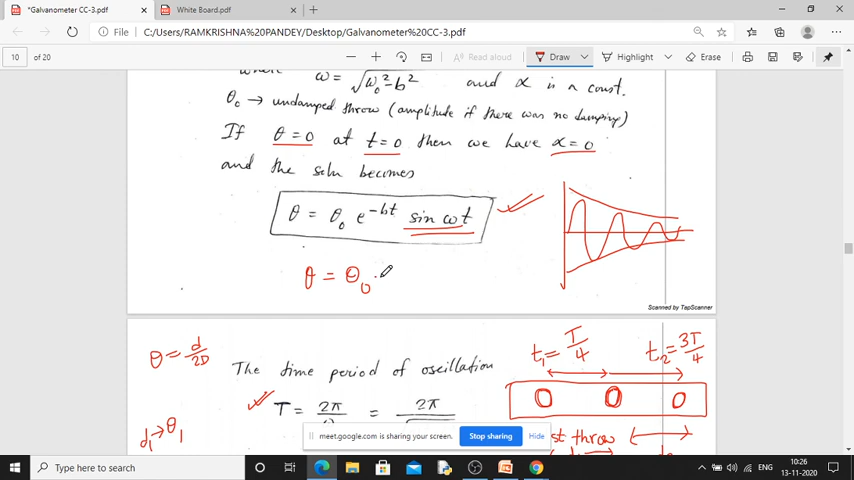 *Galvanometer CC-3.pdf
White Board.pdf
C:/Users/RAMKRISHNA%20PANDEY/Desktop/Galvanometer%20CC-3.pdf
10 of 20
Read aloud
Draw
Highlight
Erase
where ω = √ω₀²-b² and α is a const.
θ₀ → undamped throw (amplitude if there was no damping)
If θ=0 at t=0 then we have α=0
and the soln becomes
θ = θ₀ e^-bt sin ωt
θ = θ₀ ·
Scanned by TapScanner
θ = d/2D
t₁ = T/4
t₂ = 3T/4
The time period of oscillation
T = 2π/ = 2π/√
d₁→θ₁
st throw
meet.google.com is sharing your screen.
Stop sharing
Hide
Type here to search
ENG
10:26
13-11-2020